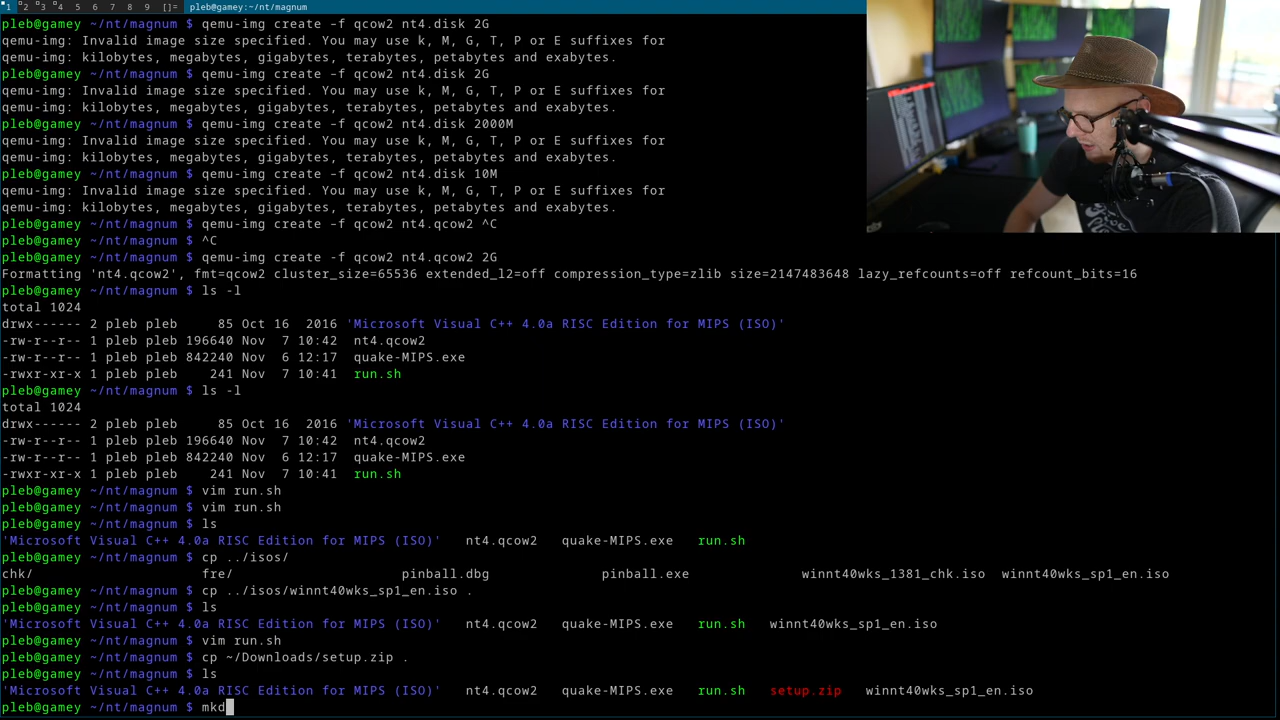 1 2 3 4 5 6 7 8 9 []= pleb@gamey:~/nt/magnum
pleb@gamey ~/nt/magnum $ qemu-img create -f qcow2 nt4.disk 2G
qemu-img: Invalid image size specified. You may use k, M, G, T, P or E suffixes for
qemu-img: kilobytes, megabytes, gigabytes, terabytes, petabytes and exabytes.
pleb@gamey ~/nt/magnum $ qemu-img create -f qcow2 nt4.disk 2G
qemu-img: Invalid image size specified. You may use k, M, G, T, P or E suffixes for
qemu-img: kilobytes, megabytes, gigabytes, terabytes, petabytes and exabytes.
pleb@gamey ~/nt/magnum $ qemu-img create -f qcow2 nt4.disk 2000M
qemu-img: Invalid image size specified. You may use k, M, G, T, P or E suffixes for
qemu-img: kilobytes, megabytes, gigabytes, terabytes, petabytes and exabytes.
pleb@gamey ~/nt/magnum $ qemu-img create -f qcow2 nt4.disk 10M
qemu-img: Invalid image size specified. You may use k, M, G, T, P or E suffixes for
qemu-img: kilobytes, megabytes, gigabytes, terabytes, petabytes and exabytes.
pleb@gamey ~/nt/magnum $ qemu-img create -f qcow2 nt4.qcow2 ^C
pleb@gamey ~/nt/magnum $ ^C
pleb@gamey ~/nt/magnum $ qemu-img create -f qcow2 nt4.qcow2 2G
Formatting 'nt4.qcow2', fmt=qcow2 cluster_size=65536 extended_l2=off compression_type=zlib size=2147483648 lazy_refcounts=off refcount_bits=16
pleb@gamey ~/nt/magnum $ ls -l
total 1024
drwx------ 2 pleb pleb     85 Oct 16  2016 'Microsoft Visual C++ 4.0a RISC Edition for MIPS (ISO)'
-rw-r--r-- 1 pleb pleb 196640 Nov  7 10:42  nt4.qcow2
-rw-r--r-- 1 pleb pleb 842240 Nov  6 12:17  quake-MIPS.exe
-rwxr-xr-x 1 pleb pleb    241 Nov  7 10:41  run.sh
pleb@gamey ~/nt/magnum $ ls -l
total 1024
drwx------ 2 pleb pleb     85 Oct 16  2016 'Microsoft Visual C++ 4.0a RISC Edition for MIPS (ISO)'
-rw-r--r-- 1 pleb pleb 196640 Nov  7 10:42  nt4.qcow2
-rw-r--r-- 1 pleb pleb 842240 Nov  6 12:17  quake-MIPS.exe
-rwxr-xr-x 1 pleb pleb    241 Nov  7 10:41  run.sh
pleb@gamey ~/nt/magnum $ vim run.sh
pleb@gamey ~/nt/magnum $ vim run.sh
pleb@gamey ~/nt/magnum $ ls
'Microsoft Visual C++ 4.0a RISC Edition for MIPS (ISO)'   nt4.qcow2   quake-MIPS.exe   run.sh
pleb@gamey ~/nt/magnum $ cp ../isos/
chk/   fre/   pinball.dbg   pinball.exe   winnt40wks_1381_chk.iso   winnt40wks_sp1_en.iso
pleb@gamey ~/nt/magnum $ cp ../isos/winnt40wks_sp1_en.iso .
pleb@gamey ~/nt/magnum $ ls
'Microsoft Visual C++ 4.0a RISC Edition for MIPS (ISO)'   nt4.qcow2   quake-MIPS.exe   run.sh   winnt40wks_sp1_en.iso
pleb@gamey ~/nt/magnum $ vim run.sh
pleb@gamey ~/nt/magnum $ cp ~/Downloads/setup.zip .
pleb@gamey ~/nt/magnum $ ls
'Microsoft Visual C++ 4.0a RISC Edition for MIPS (ISO)'   nt4.qcow2   quake-MIPS.exe   run.sh   setup.zip   winnt40wks_sp1_en.iso
pleb@gamey ~/nt/magnum $ mkd